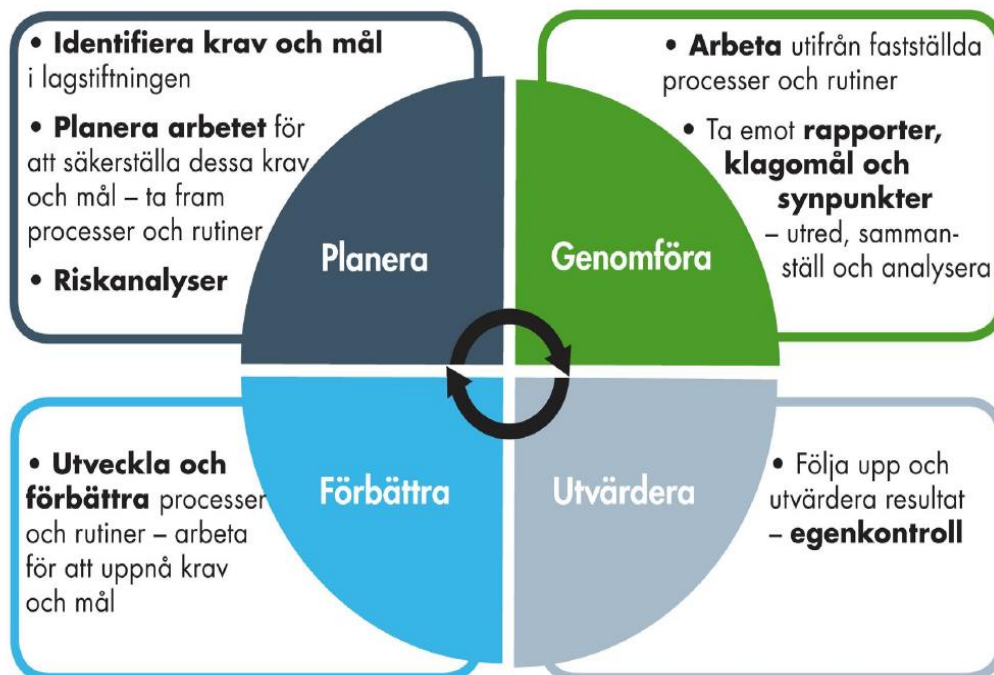 • Identifiera krav och mål
i lagstiftningen
• Planera arbetet för
att säkerställa dessa krav
och mål – ta fram
processer och rutiner
• Riskanalyser
Planera
• Arbeta utifrån fastställda
processer och rutiner
• Ta emot rapporter,
klagomål och
synpunkter
– utred, samman-
ställ och analysera
Genomföra
• Utveckla och
förbättra processer
och rutiner – arbeta
för att uppnå krav
och mål
Förbättra
Utvärdera
• Följa upp och
utvärdera resultat
– egenkontroll